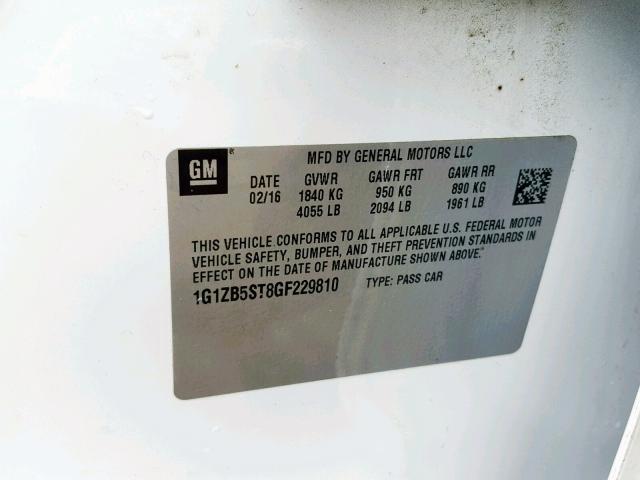 GM
MFD BY GENERAL MOTORS LLC
DATE GVWR GAWR FRT GAWR RR
02/16 1840 KG 950 KG 890 KG
4055 LB 2094 LB 1961 LB
THIS VEHICLE CONFORMS TO ALL APPLICABLE U.S. FEDERAL MOTOR
VEHICLE SAFETY, BUMPER, AND THEFT PREVENTION STANDARDS IN
EFFECT ON THE DATE OF MANUFACTURE SHOWN ABOVE.
1G1ZB5ST8GF229810 TYPE: PASS CAR